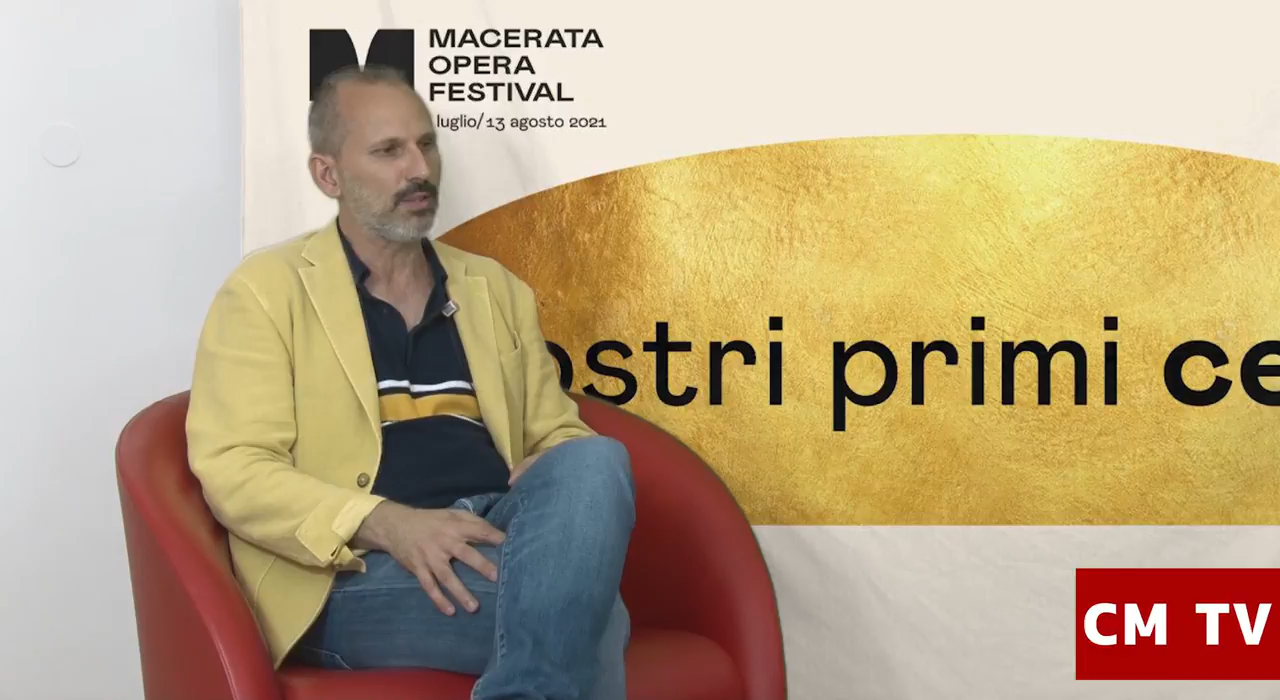 MACERATA
OPERA
FESTIVAL
luglio/13 agosto 2021
ostri primi ce
CM TV